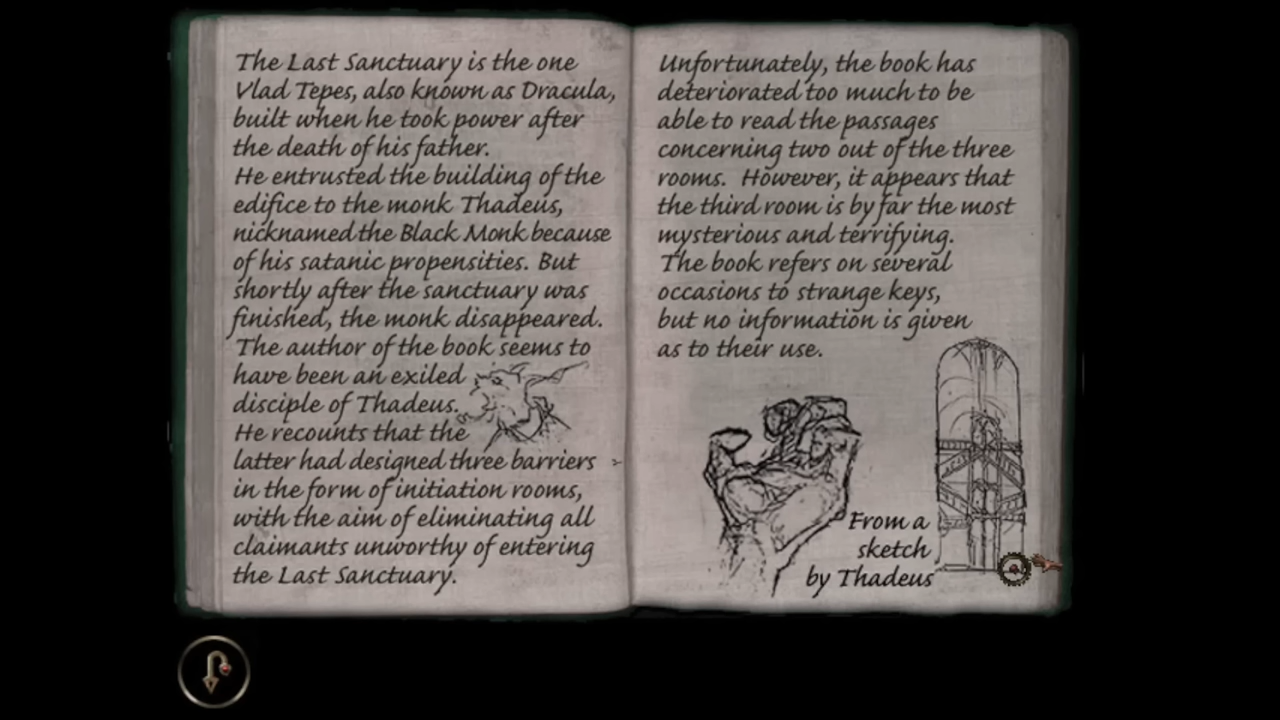 The Last Sanctuary is the one
Vlad Tepes, also known as Dracula,
built when he took power after
the death of his father.
He entrusted the building of the
edifice to the monk Thadeus,
nicknamed the Black Monk because
of his satanic propensities. But
shortly after the sanctuary was
finished, the monk disappeared.
The author of the book seems to
have been an exiled
disciple of Thadeus.
He recounts that the
latter had designed three barriers
in the form of initiation rooms,
with the aim of eliminating all
claimants unworthy of entering
the Last Sanctuary.
Unfortunately, the book has
deteriorated too much to be
able to read the passages
concerning two out of the three
rooms. However, it appears that
the third room is by far the most
mysterious and terrifying.
The book refers on several
occasions to strange keys,
but no information is given
as to their use.
From a
sketch
by Thadeus